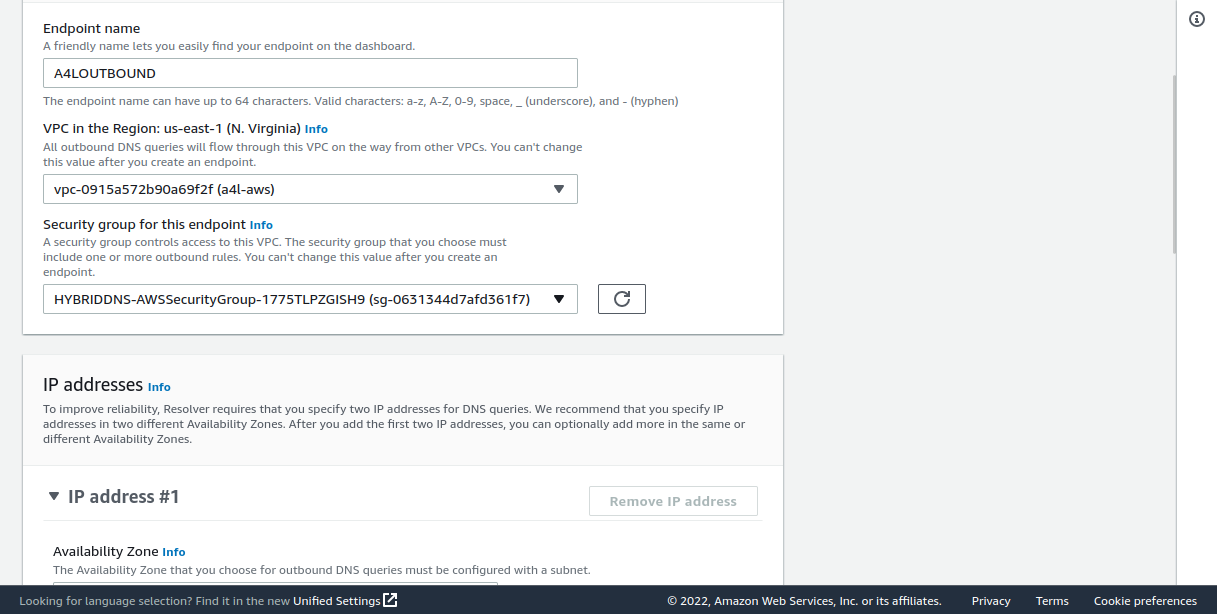 Endpoint name
A friendly name lets you easily find your endpoint on the dashboard.
A4LOUTBOUND
The endpoint name can have up to 64 characters. Valid characters: a-z, A-Z, 0-9, space, _ (underscore), and - (hyphen)
VPC in the Region: us-east-1 (N. Virginia) Info
All outbound DNS queries will flow through this VPC on the way from other VPCs. You can't change
this value after you create an endpoint.
vpc-0915a572b90a69f2f (a4l-aws)
Security group for this endpoint Info
A security group controls access to this VPC. The security group that you choose must
include one or more outbound rules. You can't change this value after you create an
endpoint.
HYBRIDDNS-AWSSecurityGroup-1775TLPZGISH9 (sg-0631344d7afd361f7)
IP addresses Info
To improve reliability, Resolver requires that you specify two IP addresses for DNS queries. We recommend that you specify IP
addresses in two different Availability Zones. After you add the first two IP addresses, you can optionally add more in the same or
different Availability Zones.
IP address #1
Remove IP address
Availability Zone Info
The Availability Zone that you choose for outbound DNS queries must be configured with a subnet.
Looking for language selection? Find it in the new Unified Settings
© 2022, Amazon Web Services, Inc. or its affiliates. Privacy Terms Cookie preferences